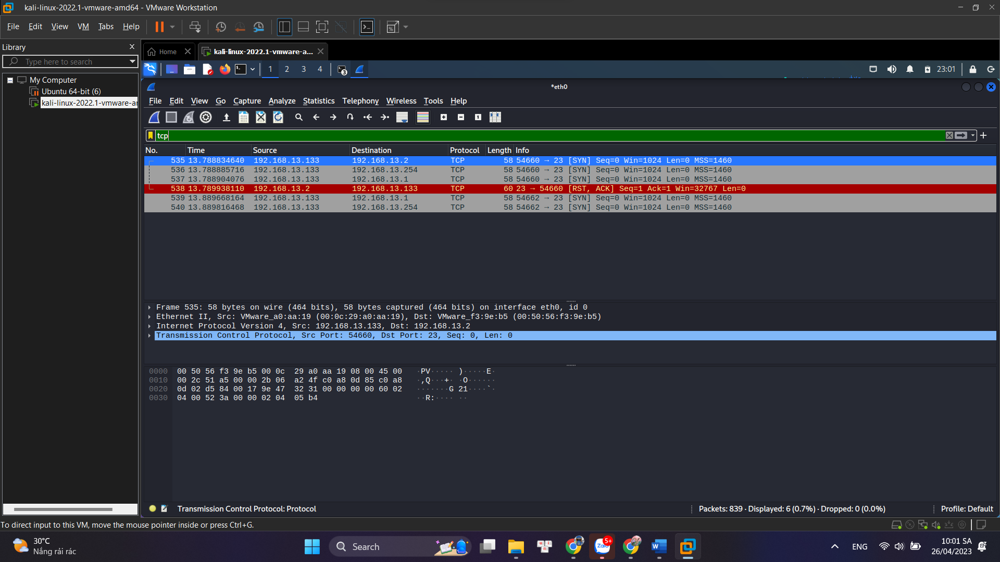 kali-linux-2022.1-vmware-amd64 - VMware Workstation
File Edit View VM Tabs Help
Library
Type here to search
My Computer
Ubuntu 64-bit (6)
kali-linux-2022.1-vmware-ar
Home
kali-linux-2022.1-vmware-a...
1 2 3 4
3
23:01
*eth0
File Edit View Go Capture Analyze Statistics Telephony Wireless Tools Help
tcp
No. Time Source Destination Protocol Length Info
535 13.788834640 192.168.13.133 192.168.13.2 TCP 58 54660 → 23 [SYN] Seq=0 Win=1024 Len=0 MSS=1460
536 13.788885716 192.168.13.133 192.168.13.254 TCP 58 54660 → 23 [SYN] Seq=0 Win=1024 Len=0 MSS=1460
537 13.788904076 192.168.13.133 192.168.13.1 TCP 58 54660 → 23 [SYN] Seq=0 Win=1024 Len=0 MSS=1460
538 13.789938110 192.168.13.2 192.168.13.133 TCP 60 23 → 54660 [RST, ACK] Seq=1 Ack=1 Win=32767 Len=0
539 13.889668164 192.168.13.133 192.168.13.1 TCP 58 54662 → 23 [SYN] Seq=0 Win=1024 Len=0 MSS=1460
540 13.889816468 192.168.13.133 192.168.13.254 TCP 58 54662 → 23 [SYN] Seq=0 Win=1024 Len=0 MSS=1460
Frame 535: 58 bytes on wire (464 bits), 58 bytes captured (464 bits) on interface eth0, id 0
Ethernet II, Src: VMware_a0:aa:19 (00:0c:29:a0:aa:19), Dst: VMware_f3:9e:b5 (00:50:56:f3:9e:b5)
Internet Protocol Version 4, Src: 192.168.13.133, Dst: 192.168.13.2
Transmission Control Protocol, Src Port: 54660, Dst Port: 23, Seq: 0, Len: 0
0000 00 50 56 f3 9e b5 00 0c 29 a0 aa 19 08 00 45 00 ·PV····· )·····E·
0010 00 2c 51 a5 00 00 2b 06 a2 4f c0 a8 0d 85 c0 a8 ·,Q···+· ·O······
0020 0d 02 d5 84 00 17 9e 47 32 31 00 00 00 00 60 02 ·······G 21····`·
0030 04 00 52 3a 00 00 02 04 05 b4 ··R:···· ··
Transmission Control Protocol: Protocol
Packets: 839 · Displayed: 6 (0.7%) · Dropped: 0 (0.0%)
Profile: Default
To direct input to this VM, move the mouse pointer inside or press Ctrl+G.
30°C
Nắng rải rác
Search
Zalo
5+
ENG
10:01 SA
26/04/2023